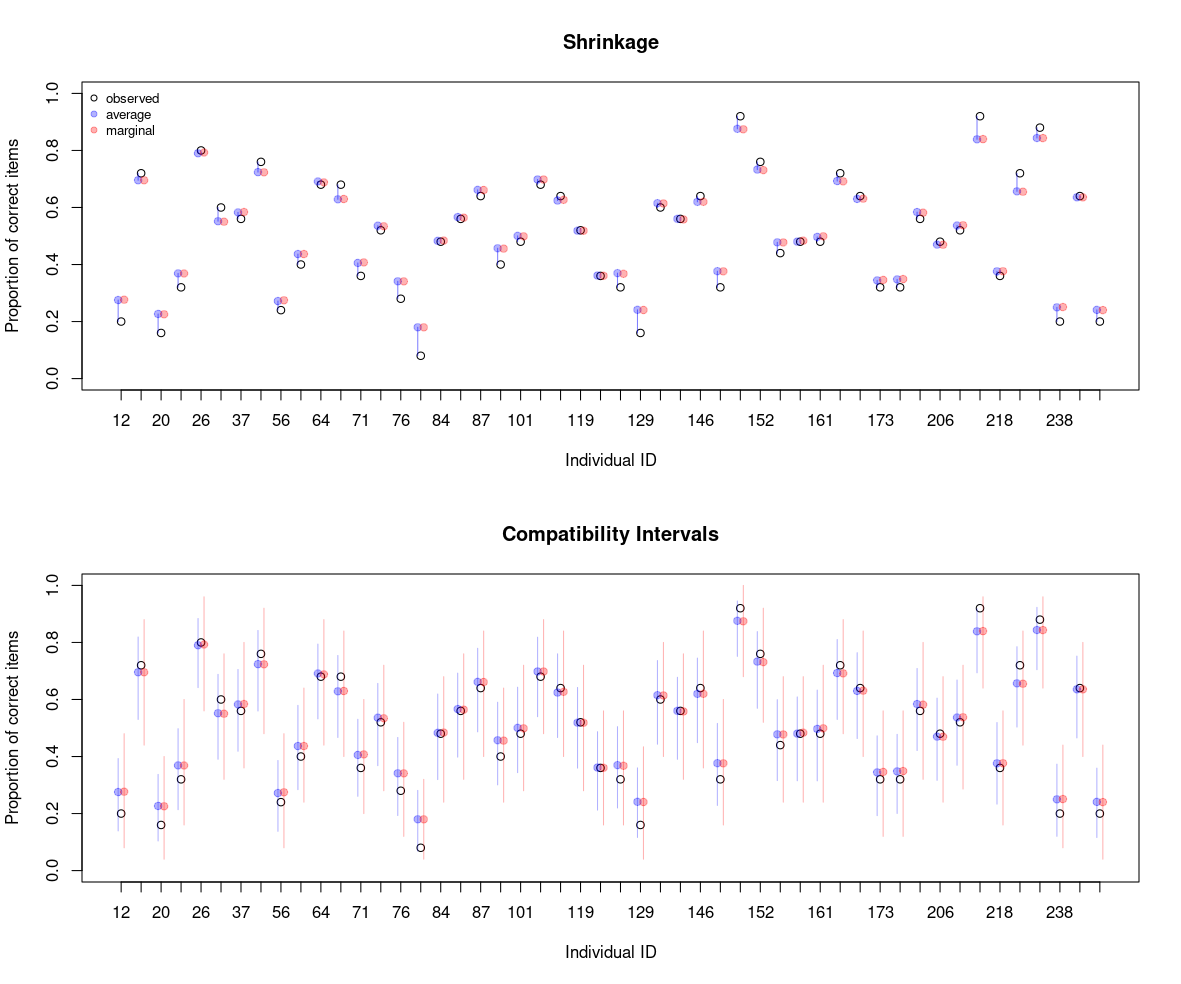 Shrinkage
Proportion of correct items
1.0
0.8
0.6
0.4
0.2
0.0
observed
average
marginal
12 20 26 37 56 64 71 76 84 87 101 119 129 146 152 161 173 206 218 238
Individual ID
Compatibility Intervals
Proportion of correct items
1.0
0.8
0.6
0.4
0.2
0.0
12 20 26 37 56 64 71 76 84 87 101 119 129 146 152 161 173 206 218 238
Individual ID